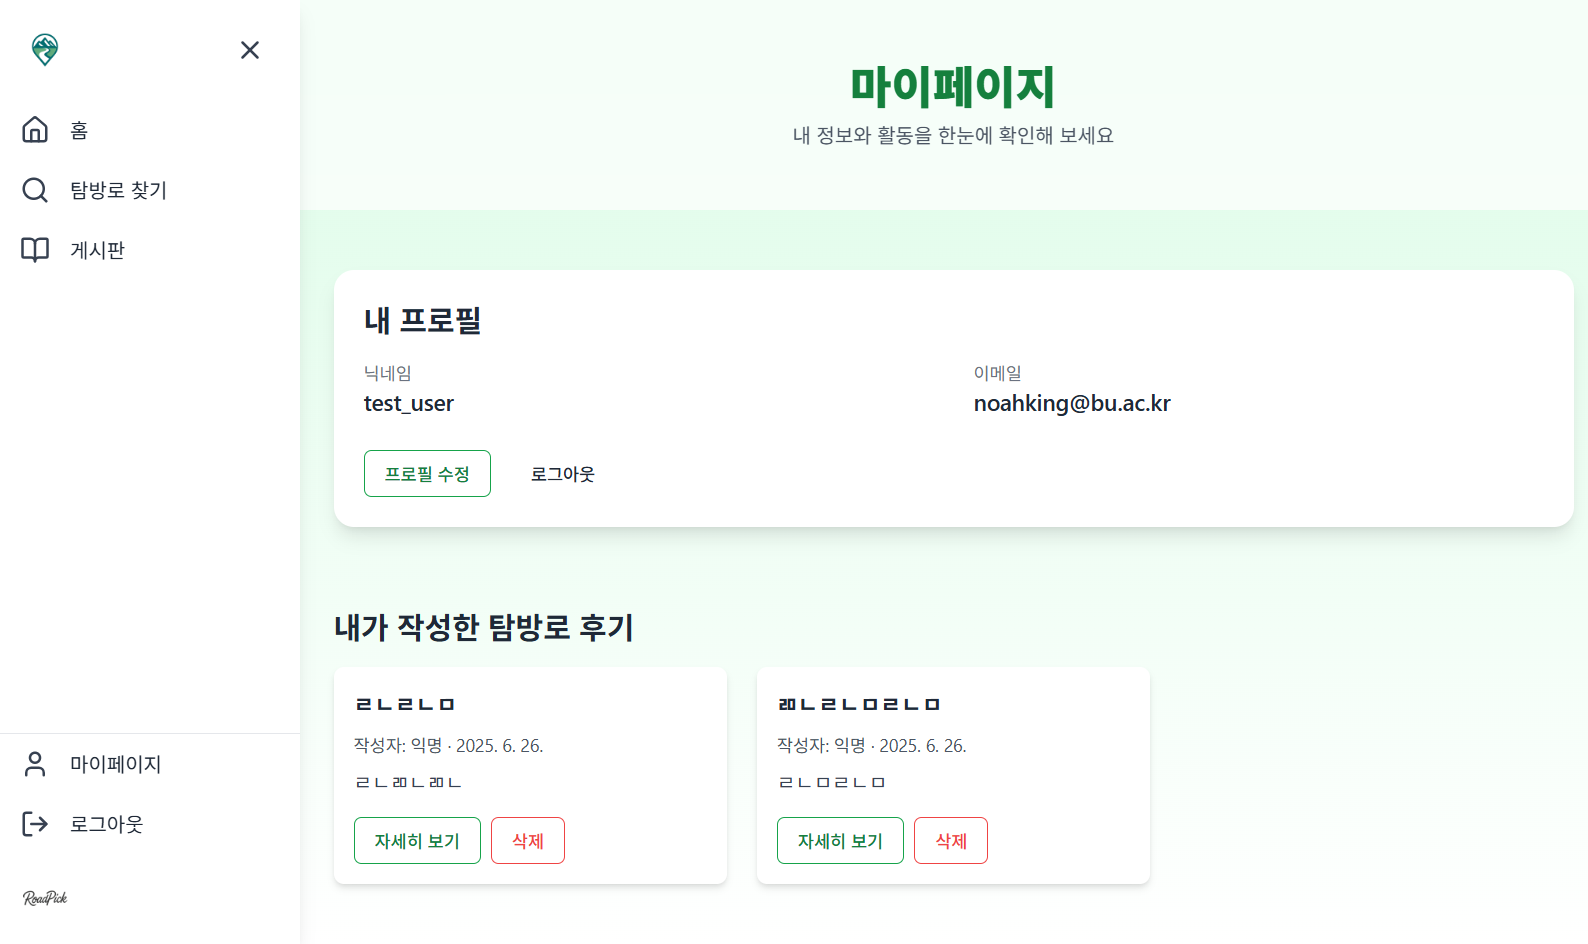 홈
탐방로 찾기
게시판
마이페이지
로그아웃
RoadPick
마이페이지
내 정보와 활동을 한눈에 확인해 보세요
내 프로필
닉네임
test_user
이메일
noahking@bu.ac.kr
프로필 수정
로그아웃
내가 작성한 탐방로 후기
ㄹㄴㄹㄴㅁ
작성자: 익명 · 2025. 6. 26.
ㄹㄴㄻㄴㄻㄴ
자세히 보기
삭제
ㄻㄴㄹㄴㅁㄹㄴㅁ
작성자: 익명 · 2025. 6. 26.
ㄹㄴㅁㄹㄴㅁ
자세히 보기
삭제